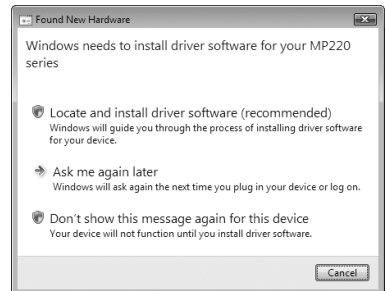 Found New Hardware
Windows needs to install driver software for your MP220
series
Locate and install driver software (recommended)
Windows will guide you through the process of installing driver software
for your device.
Ask me again later
Windows will ask again the next time you plug in your device or log on.
Don't show this message again for this device
Your device will not function until you install driver software.
Cancel